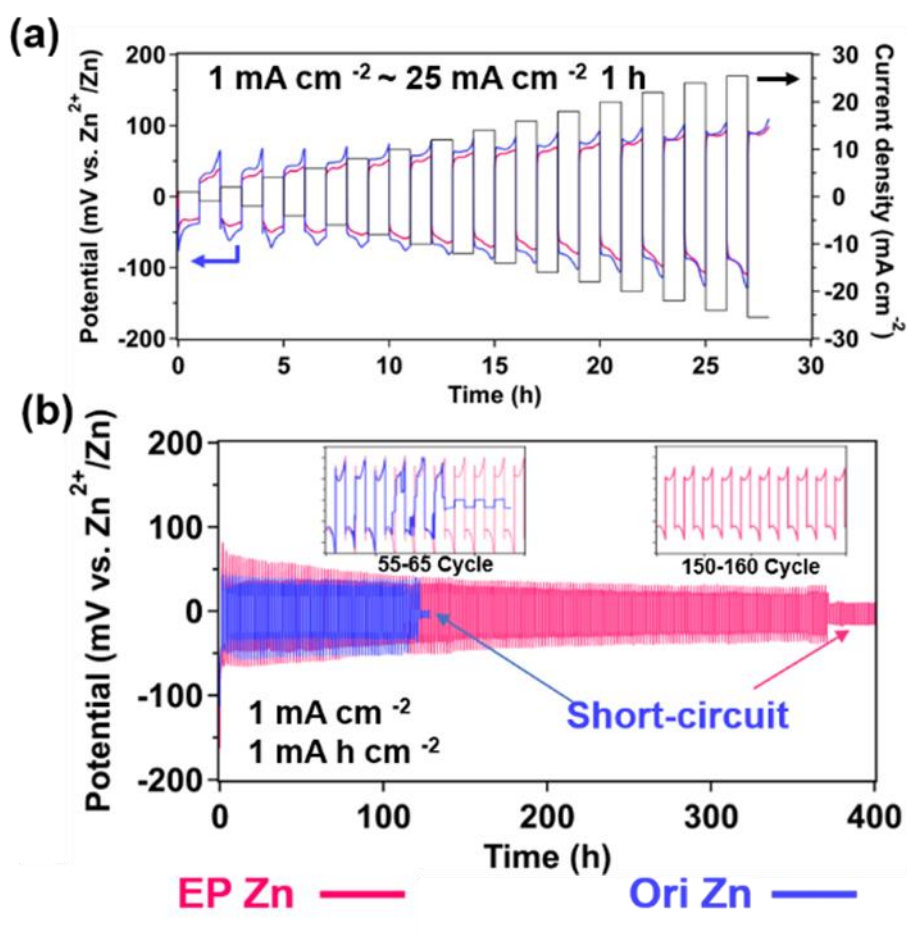 (a)
1 mA cm -2 ~ 25 mA cm -2 1 h
Potential (mV vs. Zn2+/Zn)
200
100
0
-100
-200
Current density (mA cm-2)
30
20
10
0
-10
-20
-30
0 5 10 15 20 25 30
Time (h)
(b)
Potential (mV vs. Zn2+/Zn)
200
100
0
-100
-200
55-65 Cycle
150-160 Cycle
Short-circuit
1 mA cm -2
1 mA h cm -2
0 100 200 300 400
Time (h)
EP Zn
Ori Zn